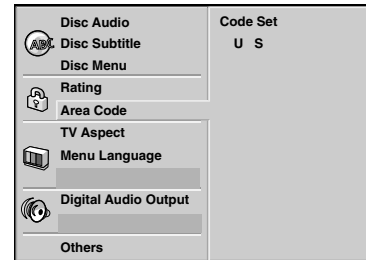 Disc Audio
Disc Subtitle
Disc Menu
Rating
Area Code
TV Aspect
Menu Language
Digital Audio Output
Others
Code Set
U S
ABC